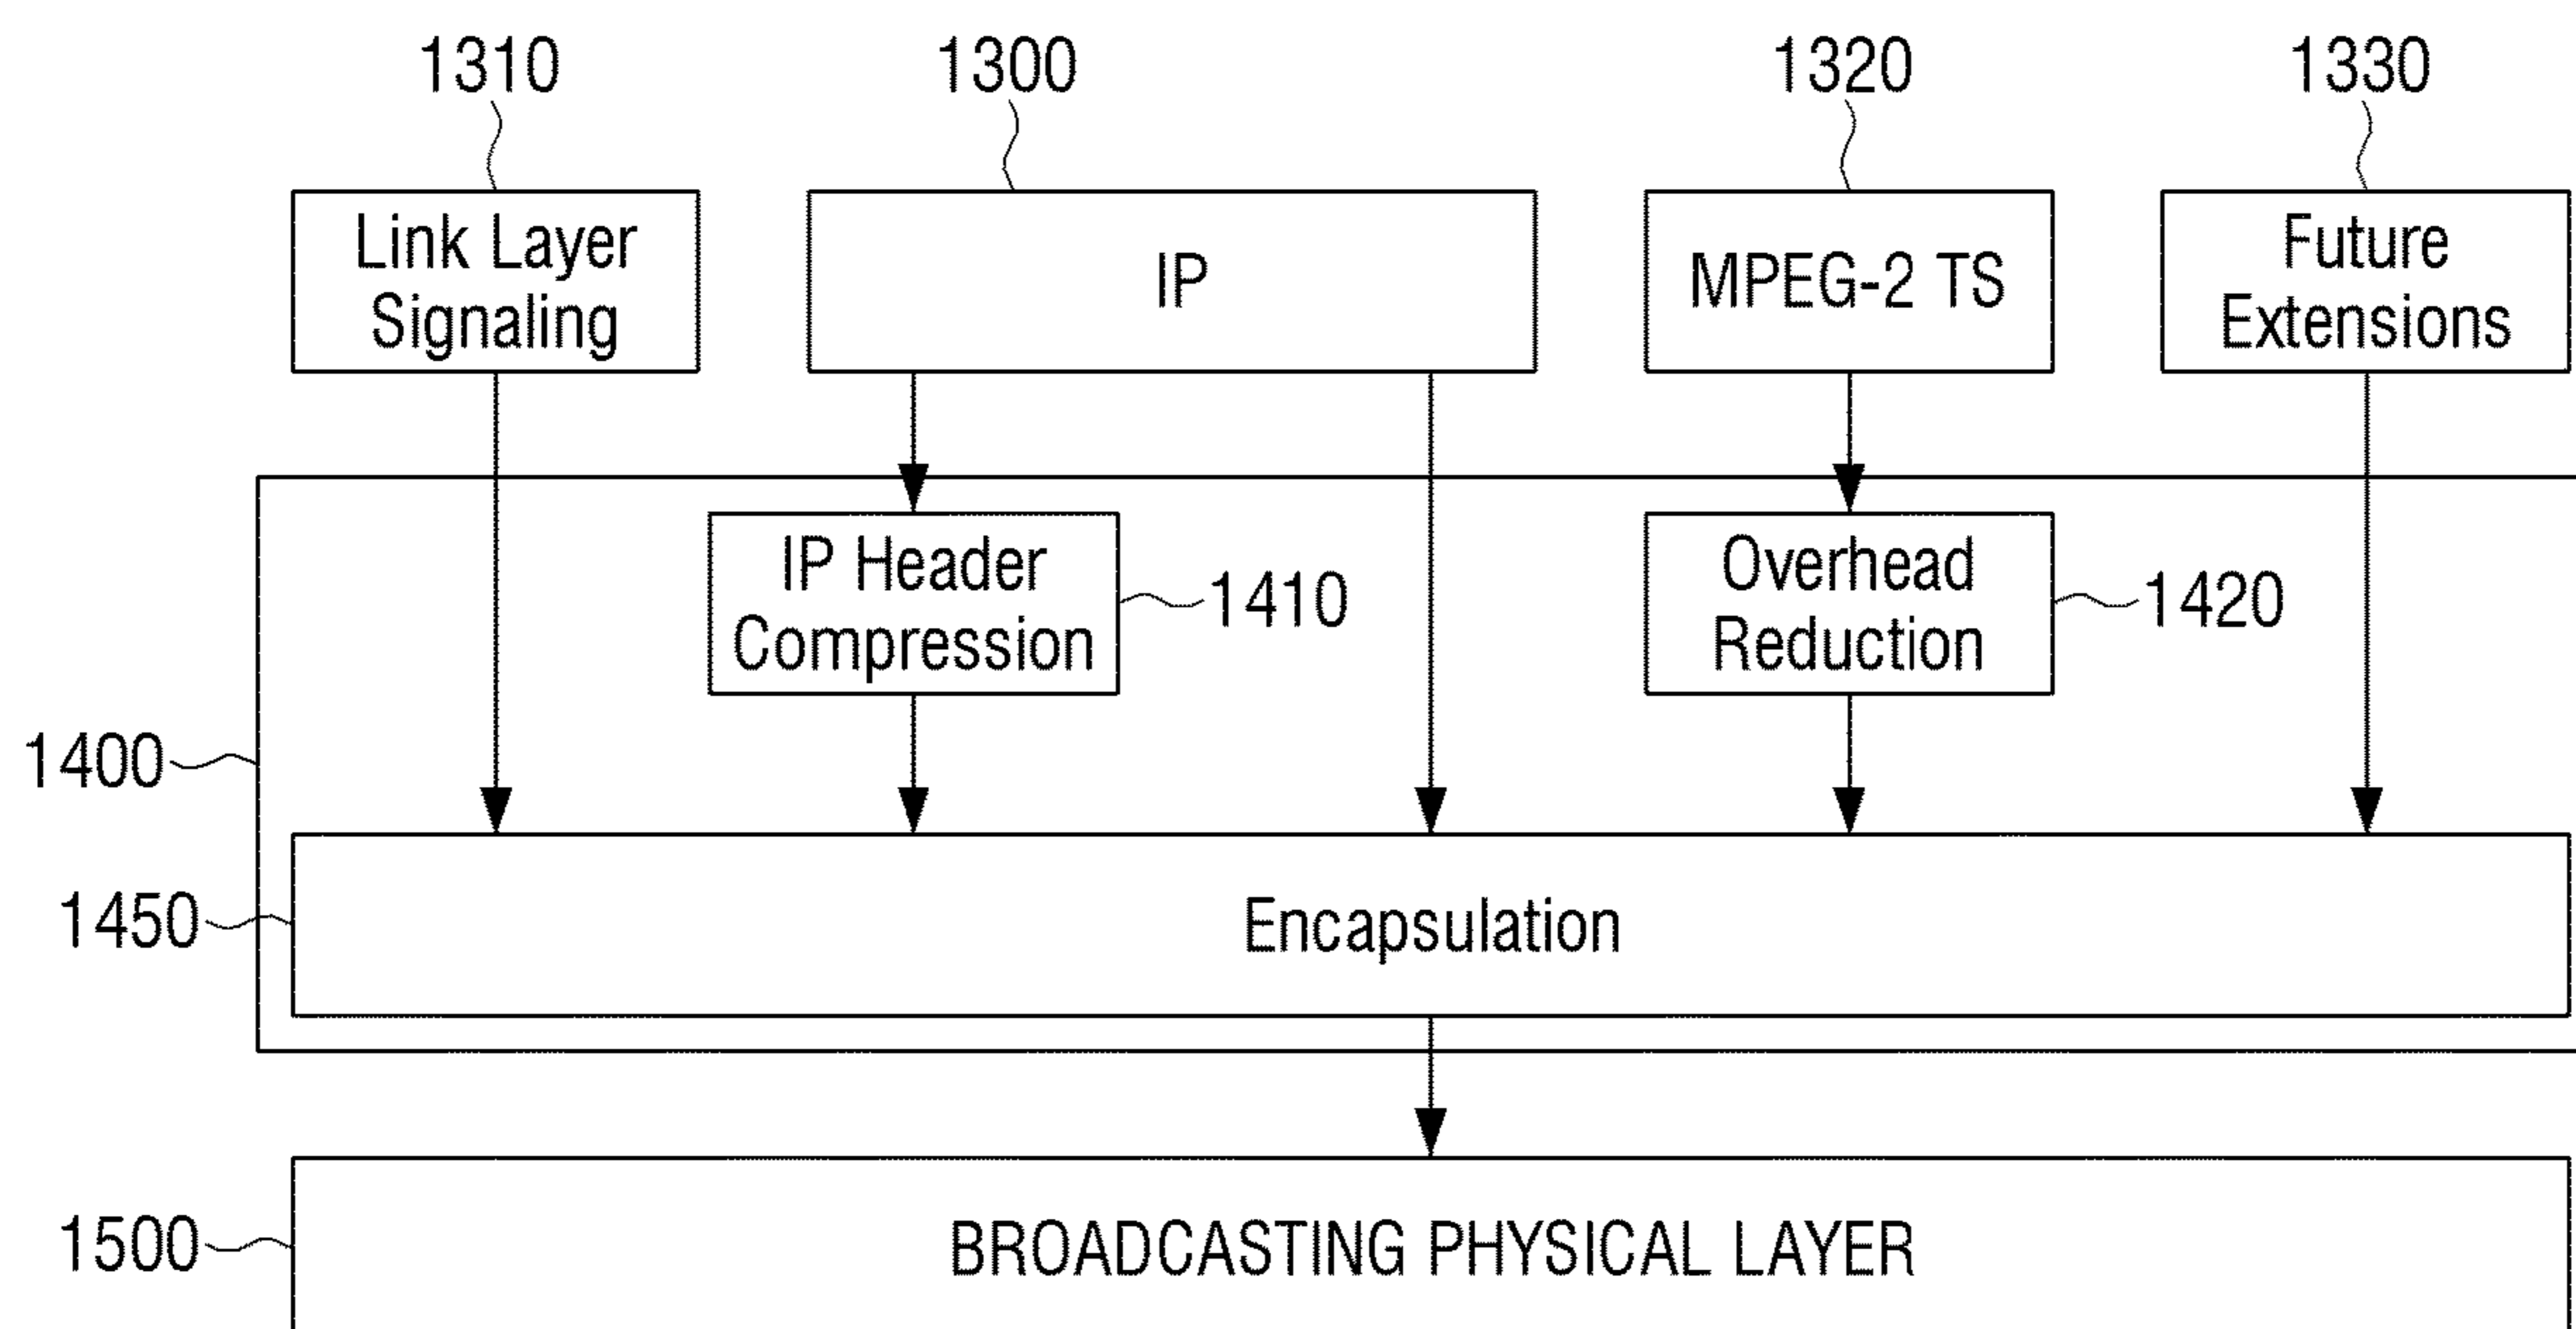 1310
1300
1320
1330
Link Layer
Signaling
IP
MPEG-2 TS
Future
Extensions
IP Header
Compression
1410
Overhead
Reduction
1420
1400
1450
Encapsulation
1500
BROADCASTING PHYSICAL LAYER